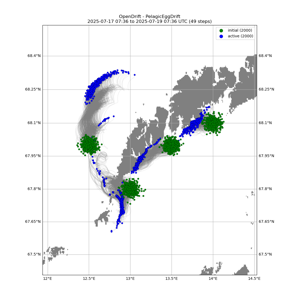 OpenDrift - PelagicEggDrift
2025-07-17 07:36 to 2025-07-19 07:36 UTC (49 steps)
initial (2000)
active (2000)
68.4°N 68.4°N
68.25°N 68.25°N
68.1°N 68.1°N
67.95°N 67.95°N
67.8°N 67.8°N
67.65°N 67.65°N
67.5°N 67.5°N
12°E 12.5°E 13°E 13.5°E 14°E 14.5°E